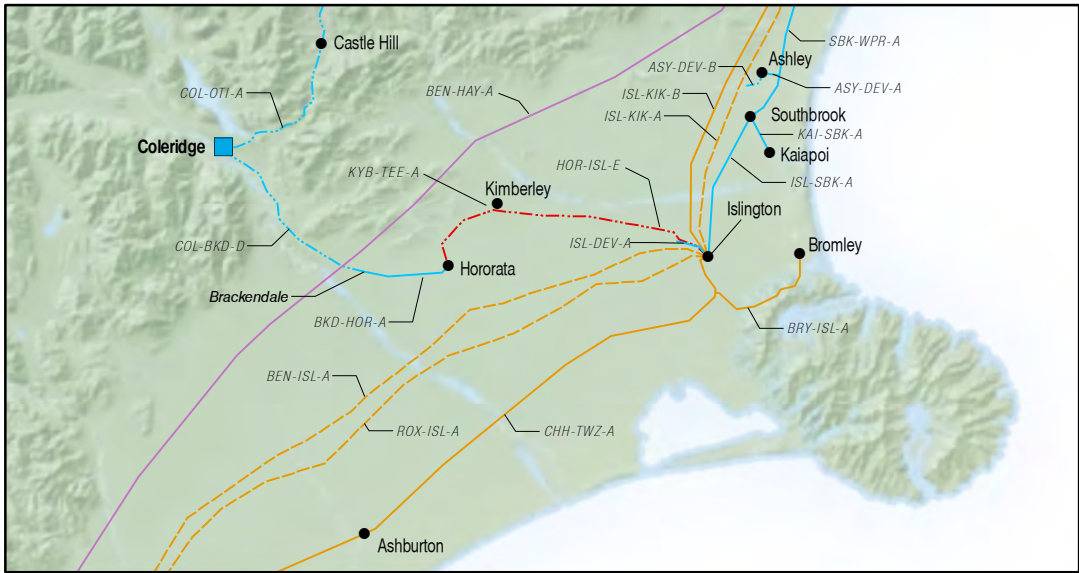 SBK-WPR-A
Castle Hill
Ashley
ASY-DEV-B
COL-OTI-A
BEN-HAY-A
ISL-KIK-B
ASY-DEV-A
ISL-KIK-A
Southbrook
KAI-SBK-A
Coleridge
Kaiapoi
HOR-ISL-E
KYB-TEE-A
ISL-SBK-A
Kimberley
Islington
COL-BKD-D
ISL-DEV-A
Bromley
Hororata
Brackendale
BKD-HOR-A
BRY-ISL-A
BEN-ISL-A
ROX-ISL-A
CHH-TWZ-A
Ashburton